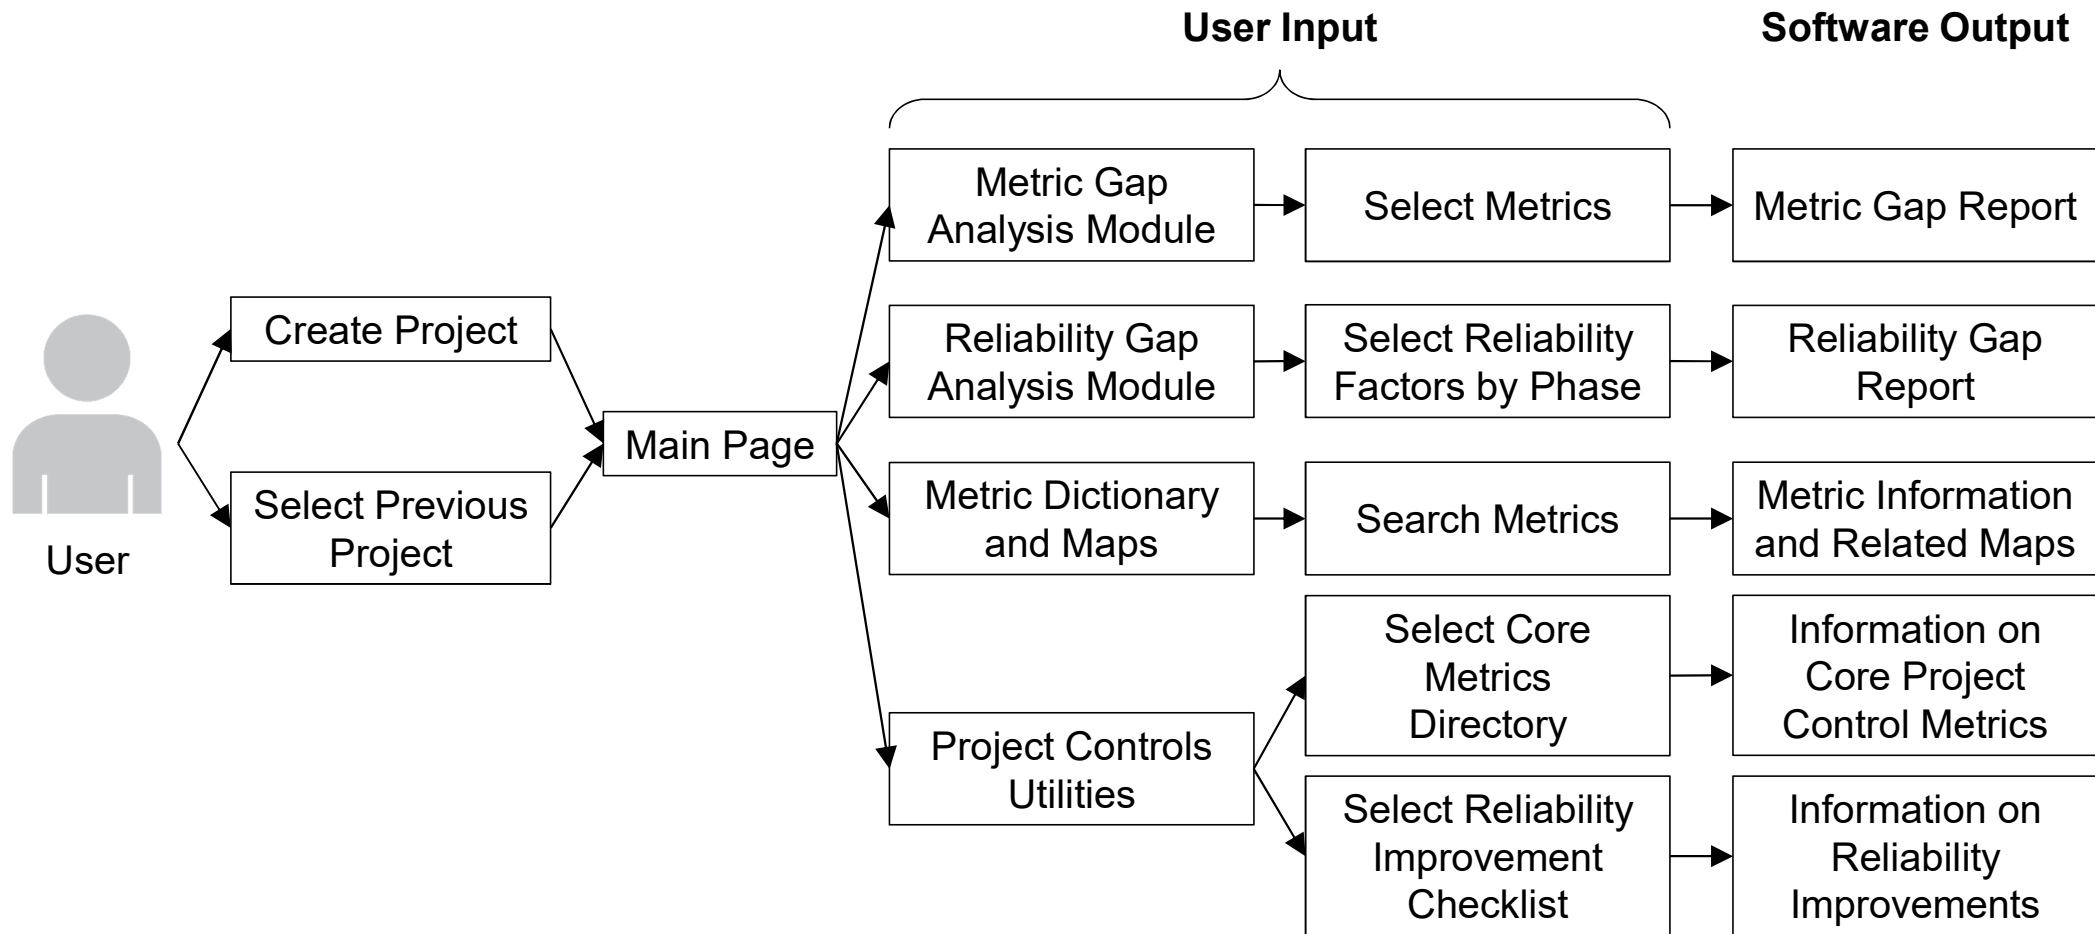 User Input
Software Output
Metric Gap
Analysis Module
Select Metrics
Metric Gap Report
Create Project
Reliability Gap
Analysis Module
Select Reliability
Factors by Phase
Reliability Gap
Report
Main Page
Select Previous
Project
User
Metric Dictionary
and Maps
Search Metrics
Metric Information
and Related Maps
Project Controls
Utilities
Select Core
Metrics
Directory
Information on
Core Project
Control Metrics
Select Reliability
Improvement
Checklist
Information on
Reliability
Improvements